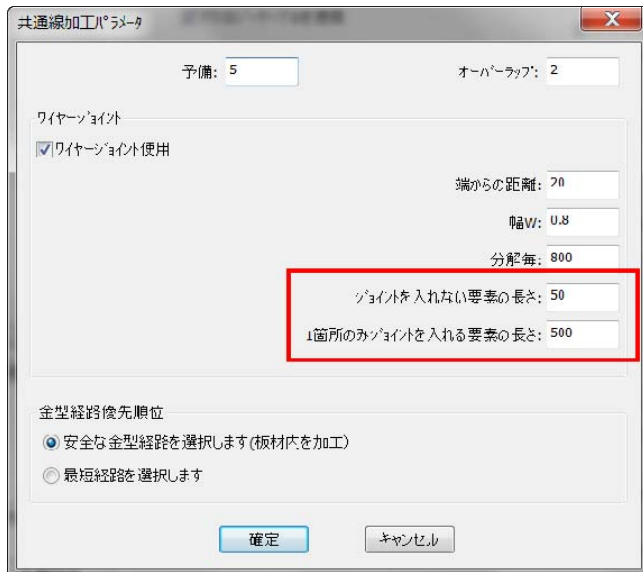 共通線加工ﾊﾟﾗﾒｰﾀ
予備: 5 ｵｰﾊﾞｰﾗｯﾌﾟ: 2
ﾜｲﾔｰｼﾞｮｲﾝﾄ
ﾜｲﾔｰｼﾞｮｲﾝﾄ使用
端からの距離: 20
幅W: 0.8
分解毎: 800
ｼﾞｮｲﾝﾄを入れない要素の長さ: 50
1箇所のみｼﾞｮｲﾝﾄを入れる要素の長さ: 500
金型経路優先順位
安全な金型経路を選択します(板材内を加工)
最短経路を選択します
確定 ｷｬﾝｾﾙ